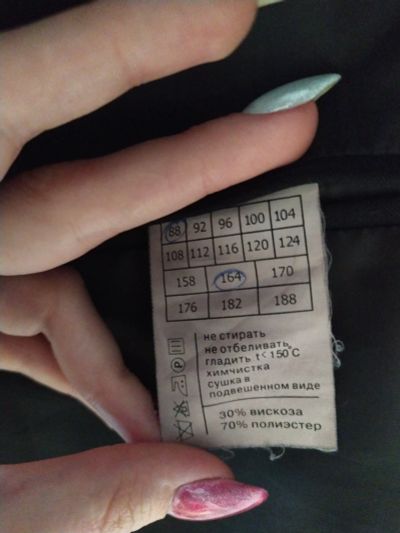 88 92 96 100 104
108 112 116 120 124
158 164 170
176 182 188
не стирать
не отбеливать
гладить t<150°C
химчистка
сушка в
подвешенном виде
30% вискоза
70% полиэстер
P